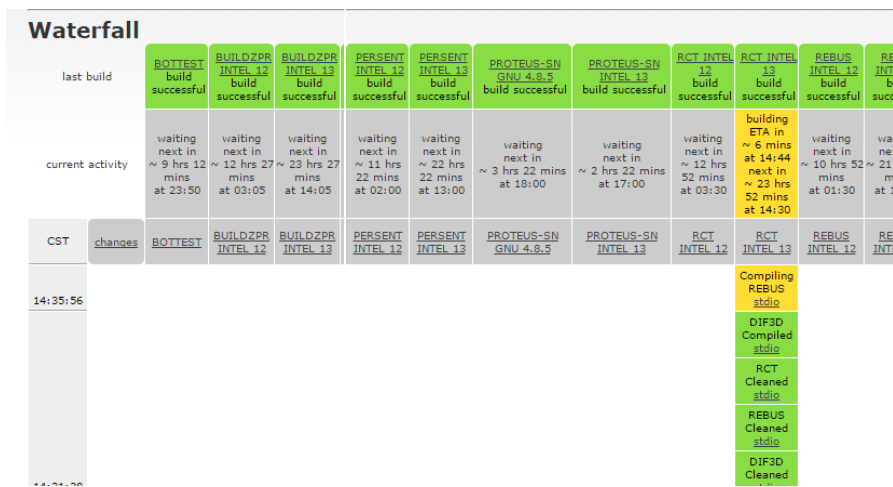 Waterfall
last build
BOTTEST
build
successful
BUILDZPR
INTEL 12
build
successful
BUILDZPR
INTEL 13
build
successful
PERSENT
INTEL 12
build
successful
PERSENT
INTEL 13
build
successful
PROTEUS-SN
GNU 4.8.5
build successful
PROTEUS-SN
INTEL 13
build successful
RCT INTEL
12
build
successful
RCT INTEL
13
build
successful
REBUS
INTEL 12
build
successful
current activity
waiting
next in
~ 9 hrs 12
mins
at 23:50
waiting
next in
~ 12 hrs 27
mins
at 03:05
waiting
next in
~ 23 hrs 27
mins
at 14:05
waiting
next in
~ 11 hrs
22 mins
at 02:00
waiting
next in
~ 22 hrs
22 mins
at 13:00
waiting
next in
~ 3 hrs 22 mins
at 18:00
waiting
next in
~ 2 hrs 22 mins
at 17:00
waiting
next in
~ 12 hrs
52 mins
at 03:30
building
ETA in
~ 6 mins
at 14:44
next in
~ 23 hrs
52 mins
at 14:30
waiting
next in
~ 10 hrs 52
mins
at 01:30
~ 21
CST
changes
BOTTEST
BUILDZPR
INTEL 12
BUILDZPR
INTEL 13
PERSENT
INTEL 12
PERSENT
INTEL 13
PROTEUS-SN
GNU 4.8.5
PROTEUS-SN
INTEL 13
RCT
INTEL 12
RCT
INTEL 13
REBUS
INTEL 12
14:35:56
Compiling
REBUS
stdio
DIF3D
Compiled
stdio
RCT
Cleaned
stdio
REBUS
Cleaned
stdio
DIF3D
Cleaned